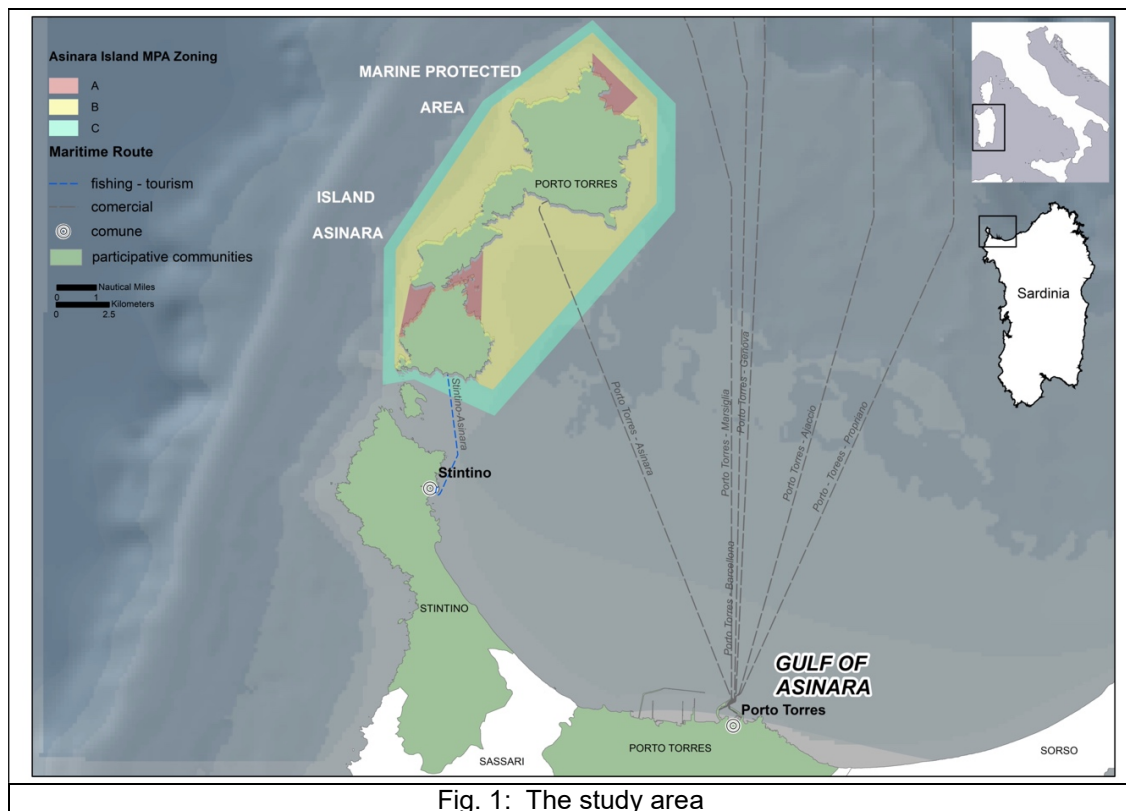 Asinara Island MPA Zoning
A
B
C
Maritime Route
fishing - tourism
comercial
comune
participative communities
Nautical Miles
0 1
Kilometers
0 2.5
MARINE PROTECTED
AREA
ISLAND
ASINARA
PORTO TORRES
Sardinia
Stintino-Asinara
Stintino
STINTINO
Porto Torres - Asinara
Porto Torres - Marsiglia
Porto Torres - Genova
Porto Torres - Barcellona
Porto Torres - Ajaccio
Porto - Torees - Propriano
GULF OF
ASINARA
Porto Torres
PORTO TORRES
SASSARI
SORSO
Fig. 1: The study area